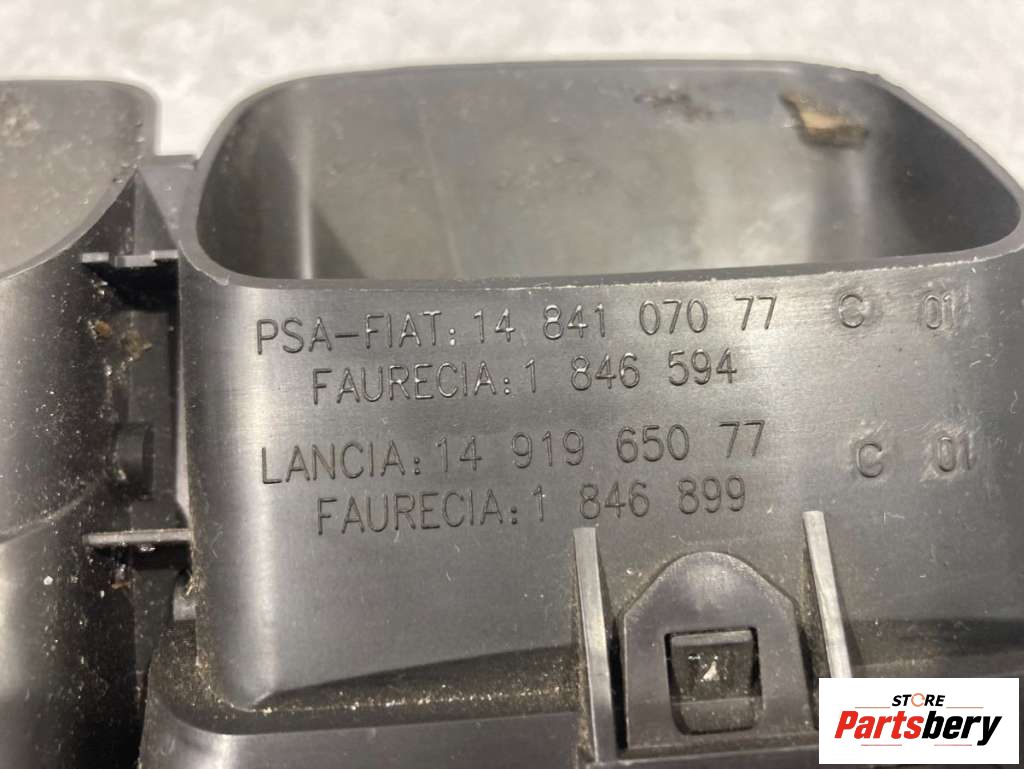 PSA-FIAT: 14 841 070 77 C 01
FAURECIA: 1 846 594
LANCIA: 14 919 650 77 C 01
FAURECIA: 1 846 899
STORE
Partsbery